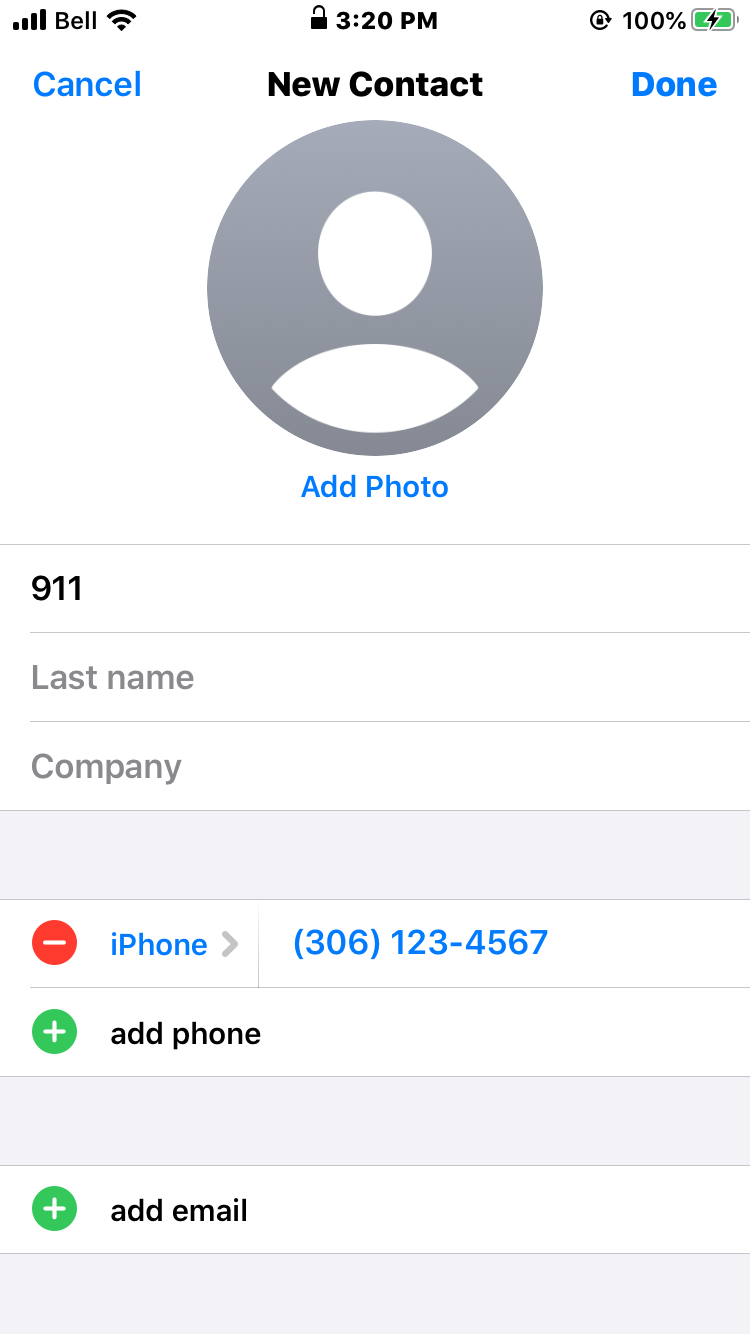 Bell 3:20 PM 100%
Cancel New Contact Done
Add Photo
911
Last name
Company
iPhone (306) 123-4567
add phone
add email